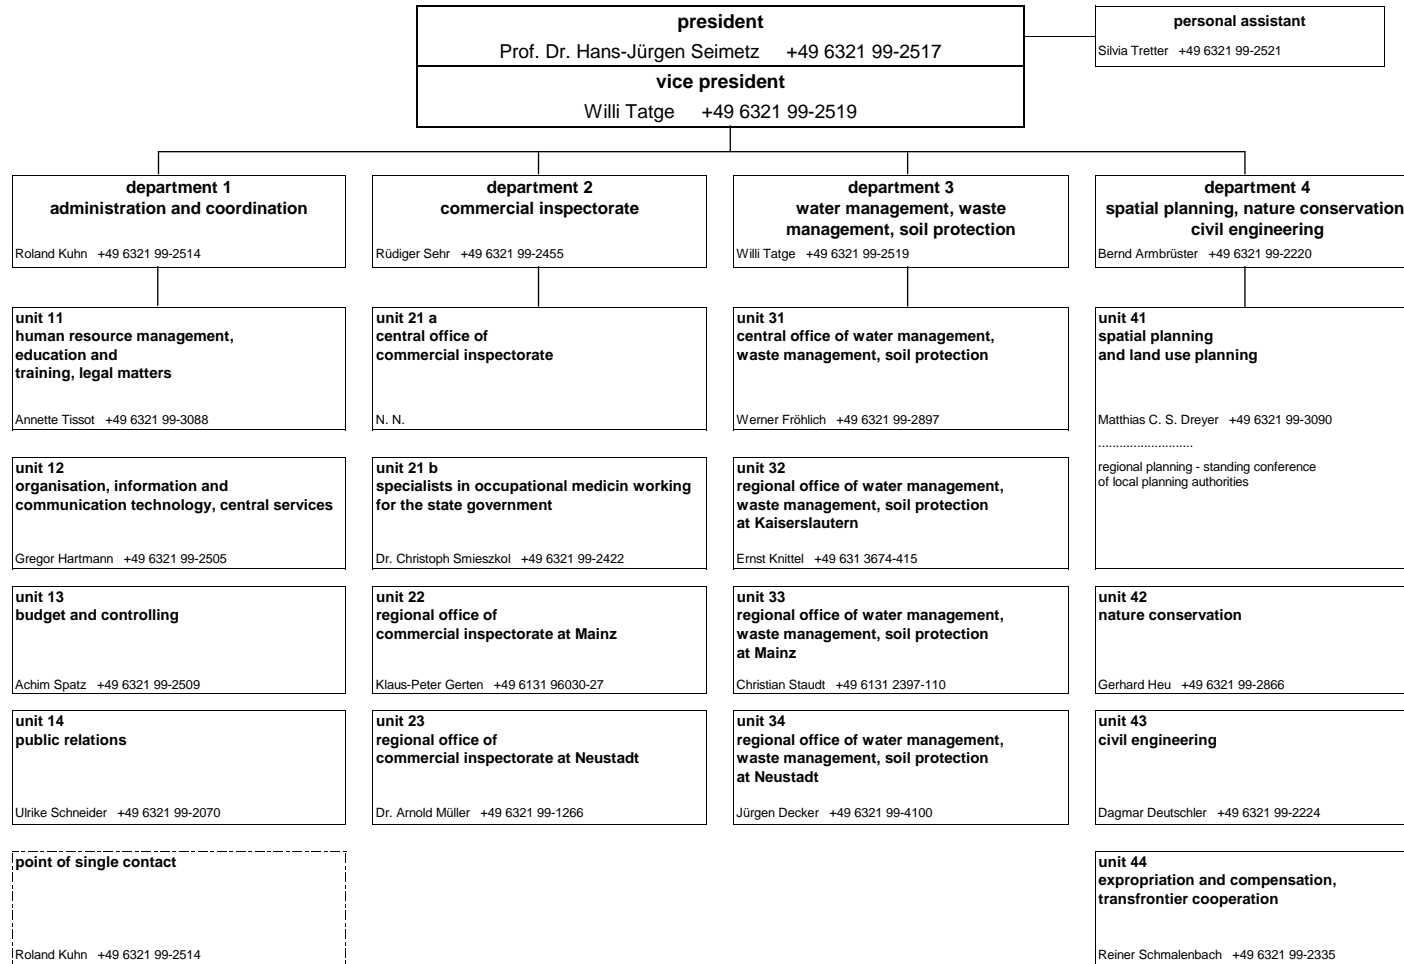 president
Prof. Dr. Hans-Jürgen Seimetz +49 6321 99-2517
vice president
Willi Tatge +49 6321 99-2519
personal assistant
Silvia Tretter +49 6321 99-2521
department 1
administration and coordination
Roland Kuhn +49 6321 99-2514
department 2
commercial inspectorate
Rüdiger Sehr +49 6321 99-2455
department 3
water management, waste
management, soil protection
Willi Tatge +49 6321 99-2519
department 4
spatial planning, nature conservation
civil engineering
Bernd Armbrüster +49 6321 99-2220
unit 11
human resource management,
education and
training, legal matters
Annette Tissot +49 6321 99-3088
unit 21 a
central office of
commercial inspectorate
N. N.
unit 31
central office of water management,
waste management, soil protection
Werner Fröhlich +49 6321 99-2897
unit 41
spatial planning
and land use planning
Matthias C. S. Dreyer +49 6321 99-3090
...........................
regional planning - standing conference
of local planning authorities
unit 12
organisation, information and
communication technology, central services
Gregor Hartmann +49 6321 99-2505
unit 21 b
specialists in occupational medicin working
for the state government
Dr. Christoph Smieszkol +49 6321 99-2422
unit 32
regional office of water management,
waste management, soil protection
at Kaiserslautern
Ernst Knittel +49 631 3674-415
unit 13
budget and controlling
Achim Spatz +49 6321 99-2509
unit 22
regional office of
commercial inspectorate at Mainz
Klaus-Peter Gerten +49 6131 96030-27
unit 33
regional office of water management,
waste management, soil protection
at Mainz
Christian Staudt +49 6131 2397-110
unit 42
nature conservation
Gerhard Heu +49 6321 99-2866
unit 14
public relations
Ulrike Schneider +49 6321 99-2070
unit 23
regional office of
commercial inspectorate at Neustadt
Dr. Arnold Müller +49 6321 99-1266
unit 34
regional office of water management,
waste management, soil protection
at Neustadt
Jürgen Decker +49 6321 99-4100
unit 43
civil engineering
Dagmar Deutschler +49 6321 99-2224
point of single contact
Roland Kuhn +49 6321 99-2514
unit 44
expropriation and compensation,
transfrontier cooperation
Reiner Schmalenbach +49 6321 99-2335